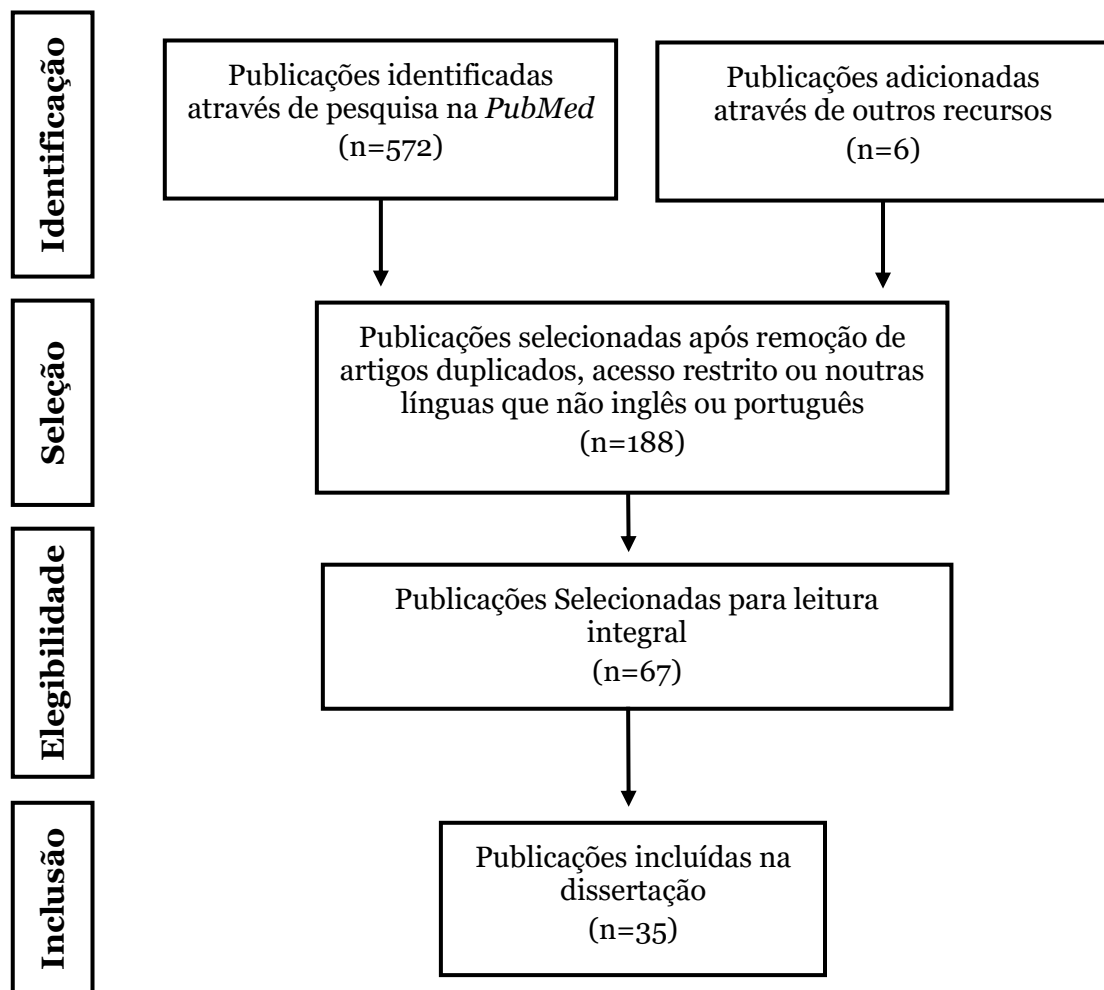 Identificação
Publicações identificadas
através de pesquisa na PubMed
(n=572)
Publicações adicionadas
através de outros recursos
(n=6)
Seleção
Publicações selecionadas após remoção de
artigos duplicados, acesso restrito ou noutras
línguas que não inglês ou português
(n=188)
Elegibilidade
Publicações Selecionadas para leitura
integral
(n=67)
Inclusão
Publicações incluídas na
dissertação
(n=35)